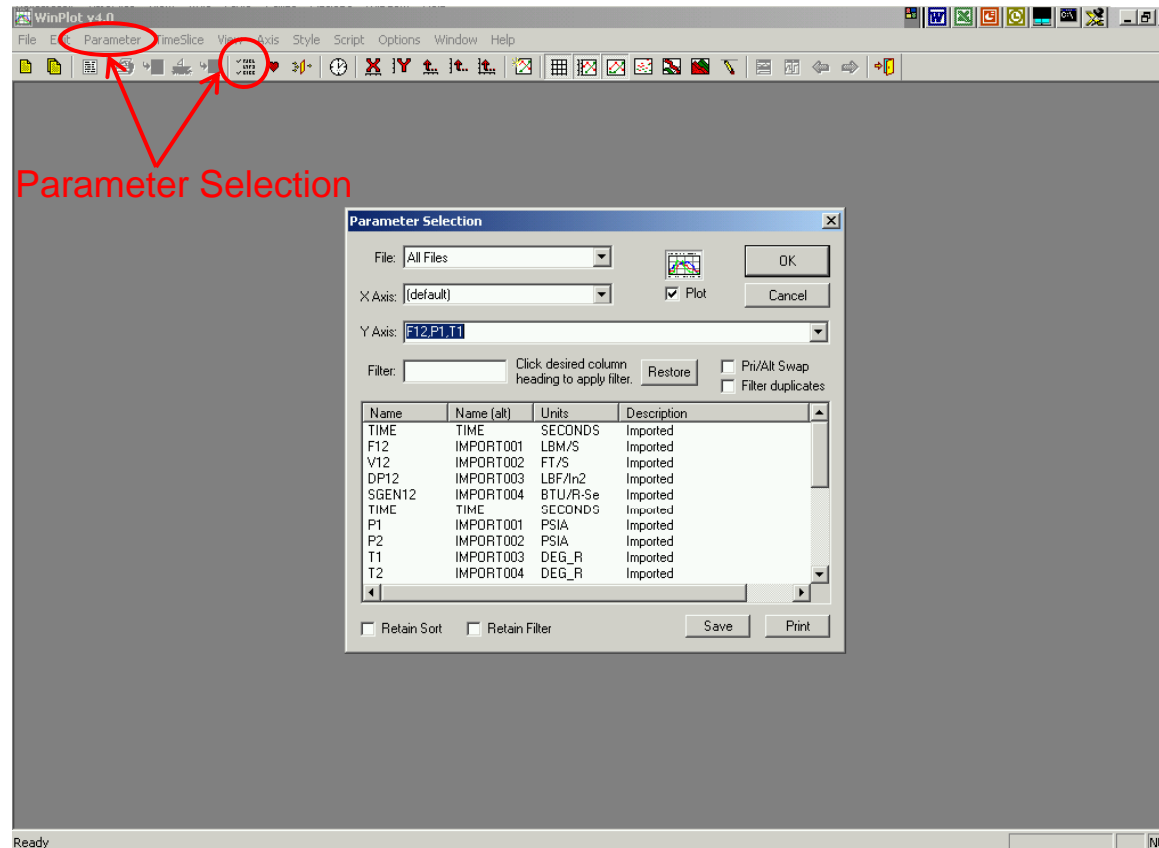 WinPlot v4.0
File Edit Parameter TimeSlice View Axis Style Script Options Window Help
Parameter Selection
Parameter Selection
File: All Files
OK
X Axis: (default)
Plot
Cancel
Y Axis: F12,P1,T1
Filter:
Click desired column
heading to apply filter.
Restore
Pri/Alt Swap
Filter duplicates
Name Name (alt) Units Description
TIME TIME SECONDS Imported
F12 IMPORT001 LBM/S Imported
V12 IMPORT002 FT/S Imported
DP12 IMPORT003 LBF/In2 Imported
SGEN12 IMPORT004 BTU/R-Se Imported
TIME TIME SECONDS Imported
P1 IMPORT001 PSIA Imported
P2 IMPORT002 PSIA Imported
T1 IMPORT003 DEG_R Imported
T2 IMPORT004 DEG_R Imported
Retain Sort Retain Filter Save Print
Ready